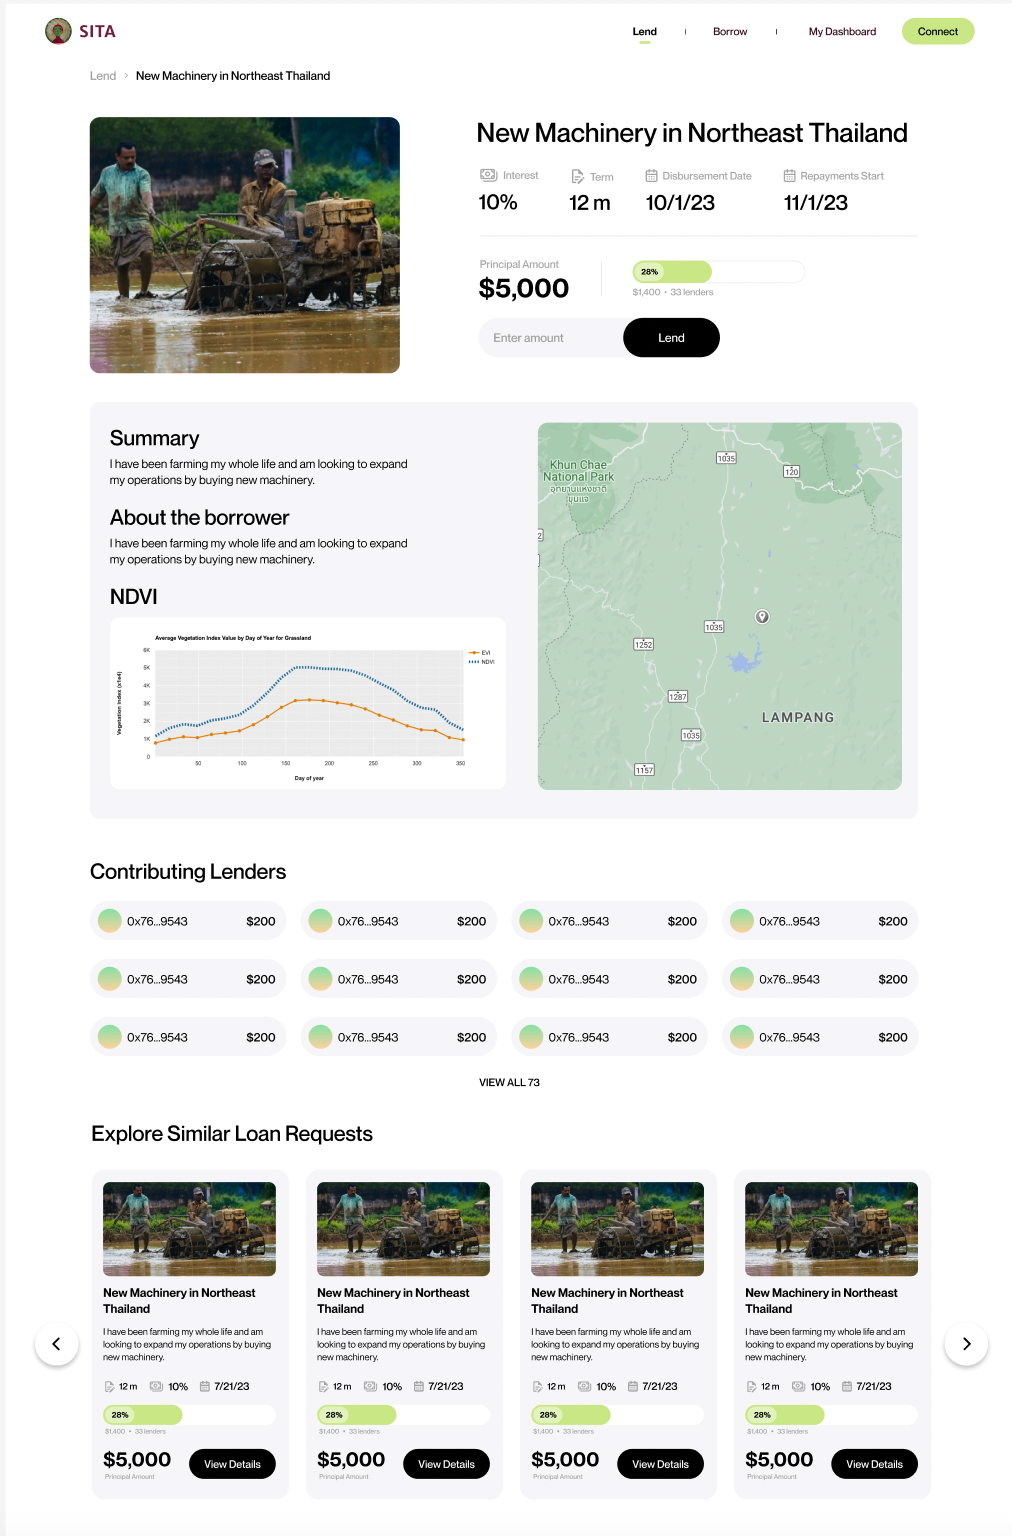 SITA
Lend
Borrow
My Dashboard
Connect
Lend > New Machinery in Northeast Thailand
New Machinery in Northeast Thailand
Interest
Term
Disbursement Date
Repayments Start
10%
12 m
10/1/23
11/1/23
Principal Amount
$5,000
28%
$1,400 • 33 lenders
Enter amount
Lend
Summary
I have been farming my whole life and am looking to expand
my operations by buying new machinery.
About the borrower
I have been farming my whole life and am looking to expand
my operations by buying new machinery.
NDVI
Average Vegetation Index Value by Day of Year for Grassland
Vegetation index (x1e4)
6K
5K
4K
3K
2K
1K
0
50
100
150
200
250
300
350
Day of year
EVI
NDVI
Khun Chae
National Park
อุทยานแห่งชาติ
ขุนแจ
1035
120
2
1035
1252
1287
LAMPANG
1035
1157
Contributing Lenders
0x76...9543 $200
0x76...9543 $200
0x76...9543 $200
0x76...9543 $200
0x76...9543 $200
0x76...9543 $200
0x76...9543 $200
0x76...9543 $200
0x76...9543 $200
0x76...9543 $200
0x76...9543 $200
0x76...9543 $200
VIEW ALL 73
Explore Similar Loan Requests
New Machinery in Northeast
Thailand
I have been farming my whole life and am
looking to expand my operations by buying
new machinery.
12 m 10% 7/21/23
28%
$1,400 • 33 lenders
$5,000
Principal Amount
View Details
New Machinery in Northeast
Thailand
I have been farming my whole life and am
looking to expand my operations by buying
new machinery.
12 m 10% 7/21/23
28%
$1,400 • 33 lenders
$5,000
Principal Amount
View Details
New Machinery in Northeast
Thailand
I have been farming my whole life and am
looking to expand my operations by buying
new machinery.
12 m 10% 7/21/23
28%
$1,400 • 33 lenders
$5,000
Principal Amount
View Details
New Machinery in Northeast
Thailand
I have been farming my whole life and am
looking to expand my operations by buying
new machinery.
12 m 10% 7/21/23
28%
$1,400 • 33 lenders
$5,000
Principal Amount
View Details